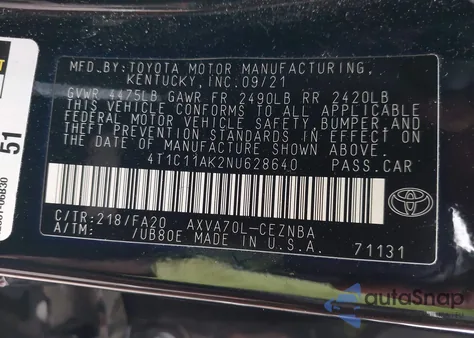 MFD.BY:TOYOTA MOTOR MANUFACTURING,
KENTUCKY, INC.09/21
GVWR 4475LB GAWR FR 2490LB RR 2420LB
THIS VEHICLE CONFORMS TO ALL APPLICABLE
FEDERAL MOTOR VEHICLE SAFETY, BUMPER AND
THEFT PREVENTION STANDARDS IN EFFECT ON
THE DATE OF MANUFACTURE SHOWN ABOVE.
4T1C11AK2NU628640 PASS.CAR
C/TR:218/FA20 AXVA70L-CEZNBA
A/TM: /UB80E MADE IN U.S.A. 71131
TOYOTA
51
autoSnap